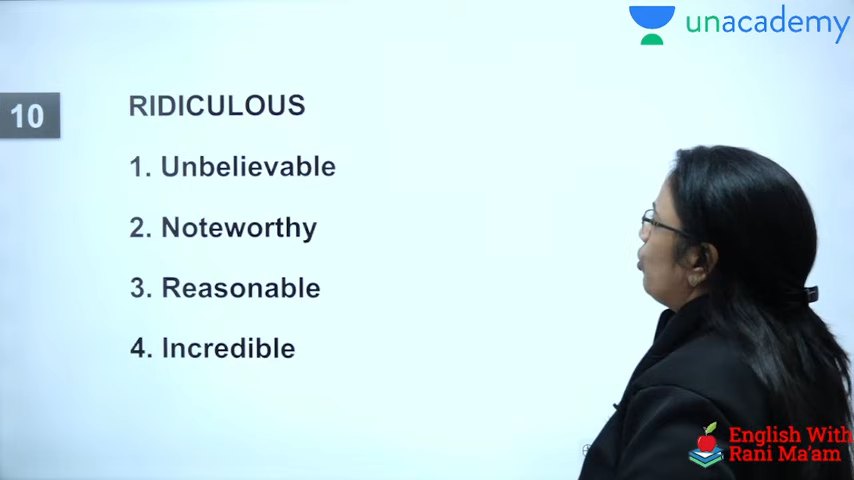 unacademy
10
RIDICULOUS
1. Unbelievable
2. Noteworthy
3. Reasonable
4. Incredible
English With
Rani Ma'am